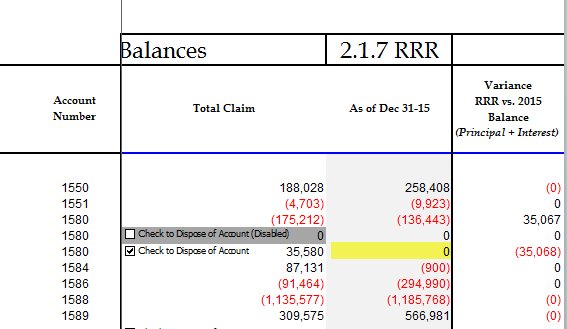 Balances 2.1.7 RRR
Account Number Total Claim As of Dec 31-15 Variance RRR vs. 2015 Balance (Principal + Interest)
1550 188,028 258,408 (0)
1551 (4,703) (9,923) 0
1580 (175,212) (136,443) 35,067
1580 Check to Dispose of Account (Disabled) 0 0 0
1580 Check to Dispose of Account 35,580 0 (35,068)
1584 87,131 (900) 0
1586 (91,464) (294,990) 0
1588 (1,135,577) (1,185,768) (0)
1589 309,575 566,981 (0)